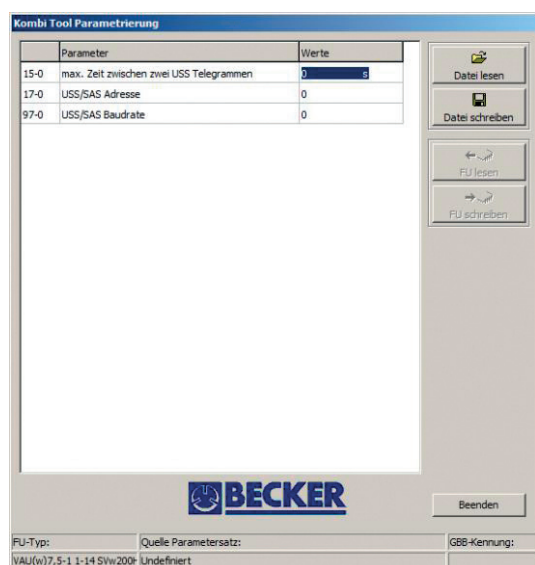 Kombi Tool Parametrierung
Parameter Werte
15-0 max. Zeit zwischen zwei USS Telegrammen 0 s
17-0 USS/SAS Adresse 0
97-0 USS/SAS Baudrate 0
Datei lesen
Datei schreiben
FU lesen
FU schreiben
BECKER
Beenden
FU-Typ: Quelle Parametersatz: GBB-Kennung:
VAU(w)7,5-1 1-14 SVw200H Undefiniert